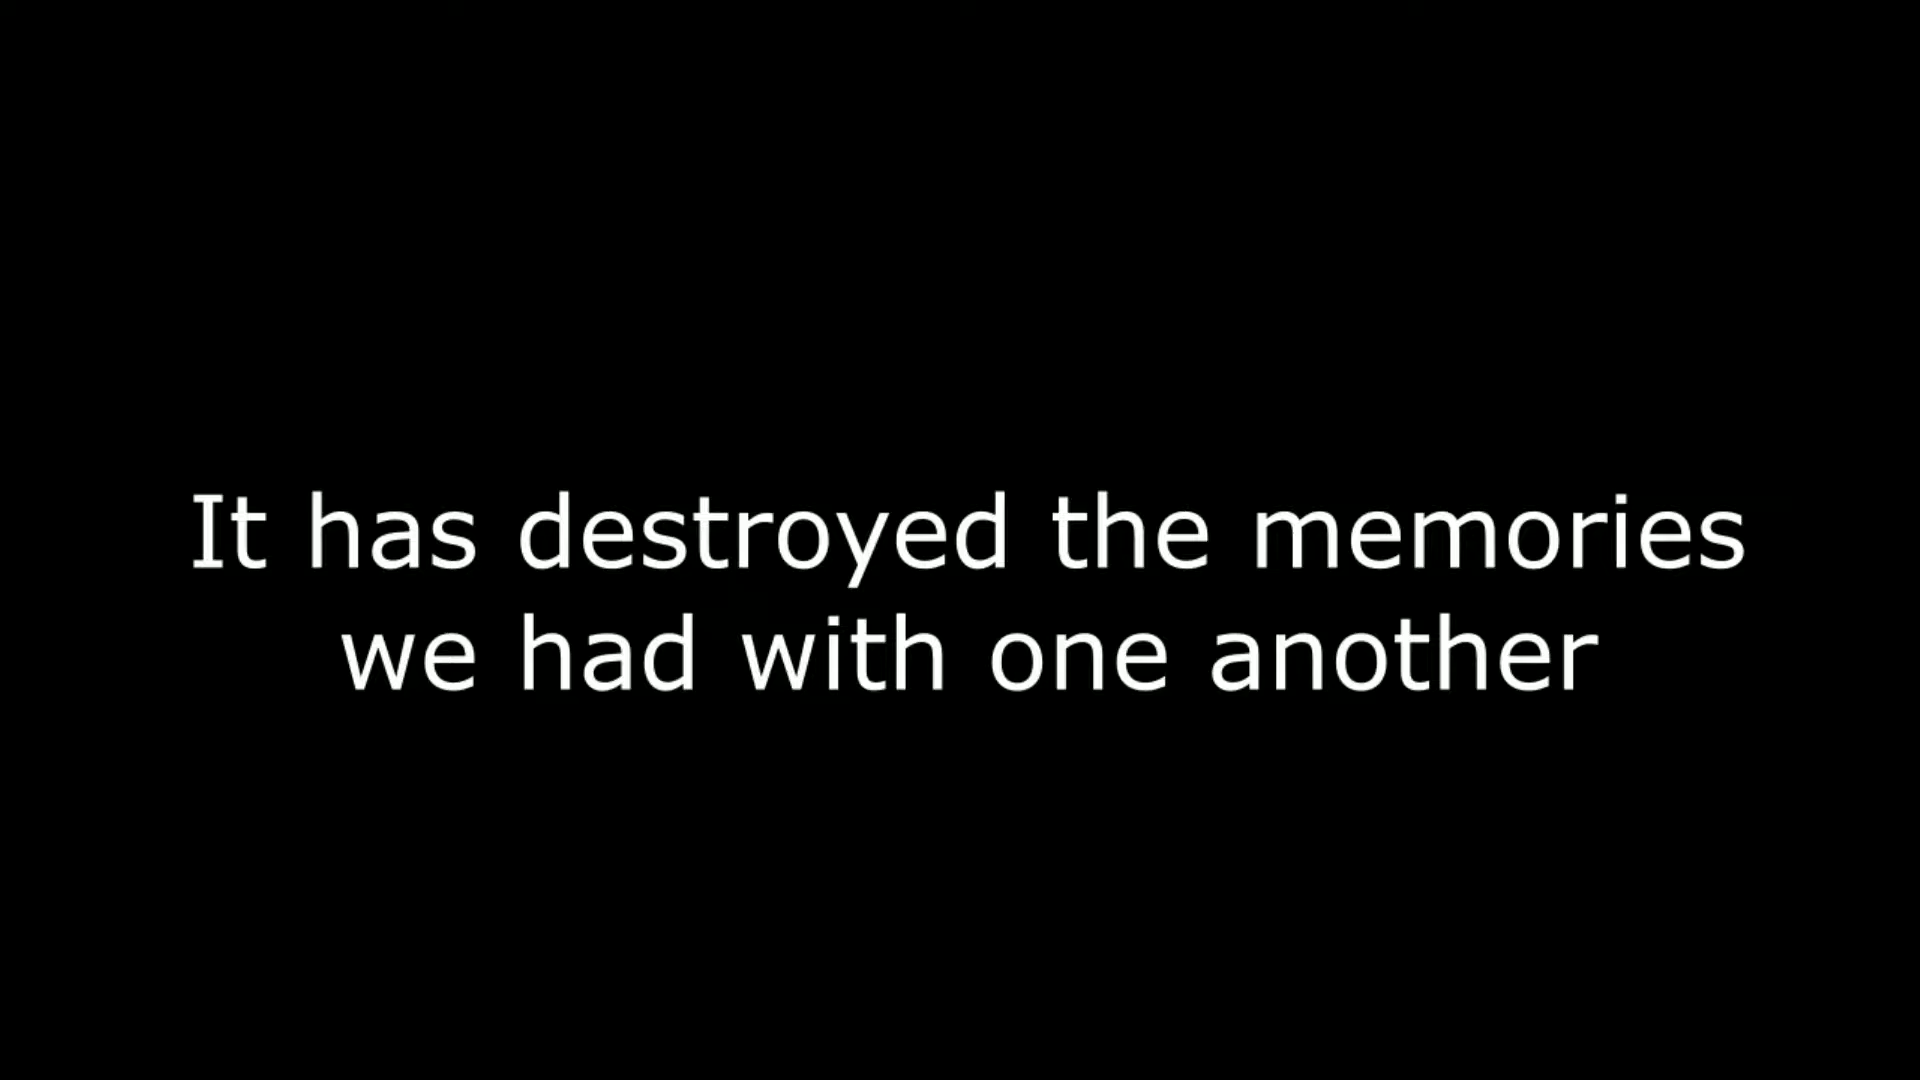 It has destroyed the memories
we had with one another